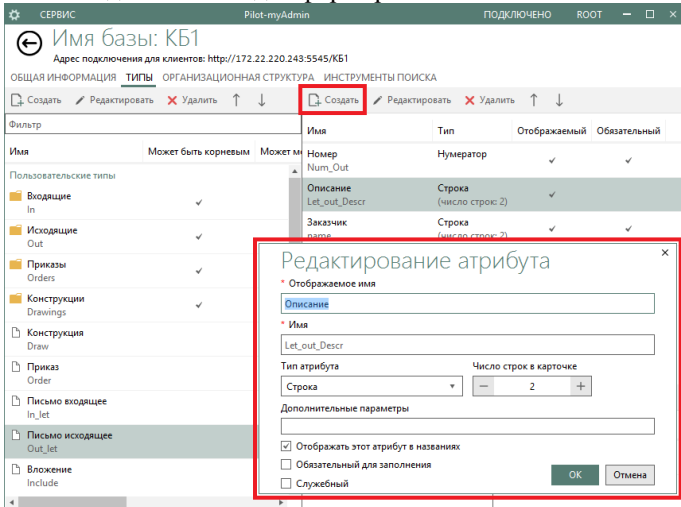 СЕРВИС Pilot-myAdmin ПОДКЛЮЧЕНО ROOT
Имя базы: КБ1
Адрес подключения для клиентов: http://172.22.220.243:5545/КБ1
ОБЩАЯ ИНФОРМАЦИЯ ТИПЫ ОРГАНИЗАЦИОННАЯ СТРУКТУРА ИНСТРУМЕНТЫ ПОИСКА
Создать Редактировать Удалить Создать Редактировать Удалить
Фильтр
Имя Тип Отображаемый Обязательный
Имя Может быть корневым Может м
Номер Нумератор
Num_Out
Пользовательские типы
Описание Строка
Let_out_Descr (число строк: 2)
Входящие
In
Заказчик Строка
name (число строк: 2)
Исходящие
Out
Приказы
Orders
Конструкции
Drawings
Конструкция
Draw
Приказ
Order
Письмо входящее
In_let
Письмо исходящее
Out_let
Вложение
Include
Редактирование атрибута
* Отображаемое имя
Описание
* Имя
Let_out_Descr
Тип атрибута Число строк в карточке
Строка − 2 +
Дополнительные параметры
Отображать этот атрибут в названиях
Обязательный для заполнения
Служебный
ОК Отмена